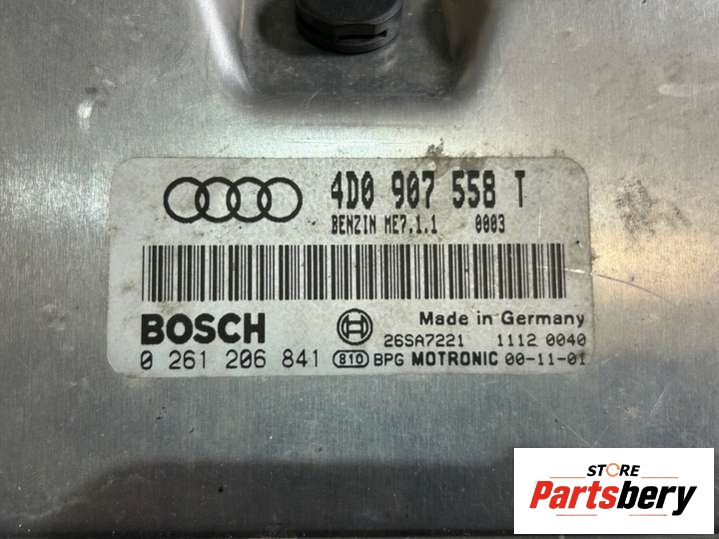 4D0 907 558 T
BENZIN ME7.1.1 0003
BOSCH
Made in Germany
26SA7221 1112 0040
0 261 206 841 810 BPG MOTRONIC 00-11-01
STORE
Partsbery